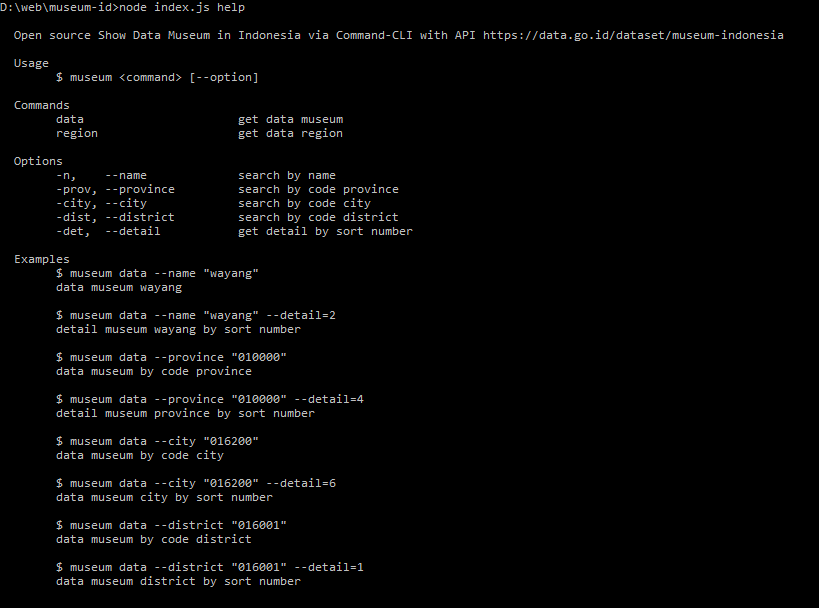 D:\web\museum-id>node index.js help
Open source Show Data Museum in Indonesia via Command-CLI with API https://data.go.id/dataset/museum-indonesia
Usage
$ museum <command> [--option]
Commands
data get data museum
region get data region
Options
-n, --name search by name
-prov, --province search by code province
-city, --city search by code city
-dist, --district search by code district
-det, --detail get detail by sort number
Examples
$ museum data --name "wayang"
data museum wayang
$ museum data --name "wayang" --detail=2
detail museum wayang by sort number
$ museum data --province "010000"
data museum by code province
$ museum data --province "010000" --detail=4
detail museum province by sort number
$ museum data --city "016200"
data museum by code city
$ museum data --city "016200" --detail=6
data museum city by sort number
$ museum data --district "016001"
data museum by code district
$ museum data --district "016001" --detail=1
data museum district by sort number